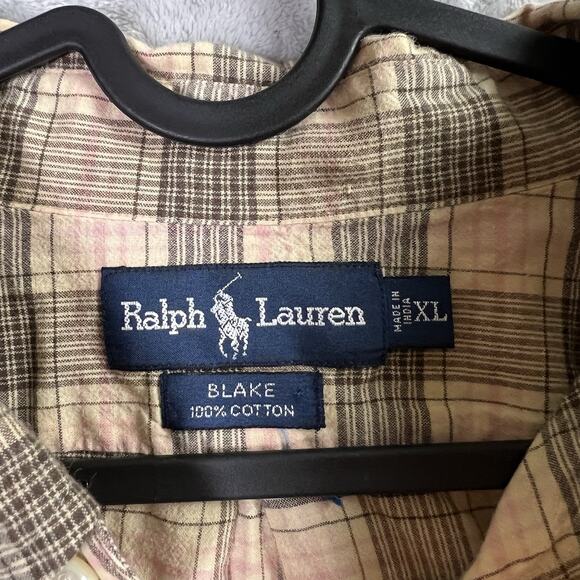 Ralph Lauren
MADE IN
INDIA
XL
BLAKE
100% COTTON